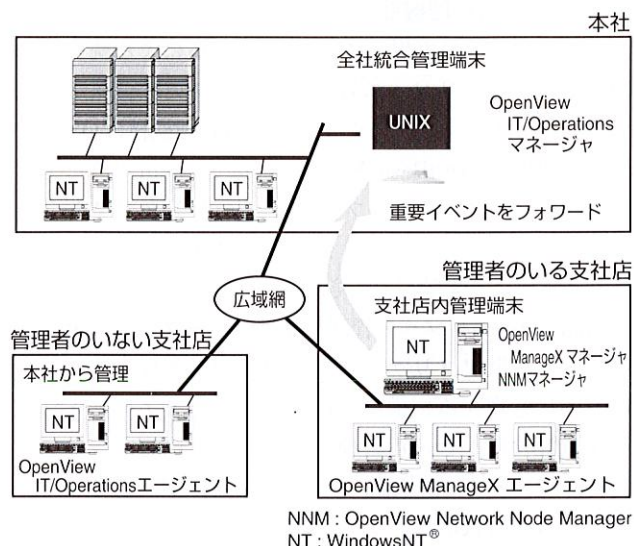 本社
全社統合管理端末
UNIX
OpenView
IT/Operations
マネージャ
NT
NT
NT
重要イベントをフォワード
広域網
管理者のいる支社店
支社店内管理端末
NT
OpenView
ManageX マネージャ
NNMマネージャ
NT
NT
NT
OpenView ManageX エージェント
管理者のいない支社店
本社から管理
NT
NT
OpenView
IT/Operationsエージェント
NNM : OpenView Network Node Manager
NT : WindowsNT®